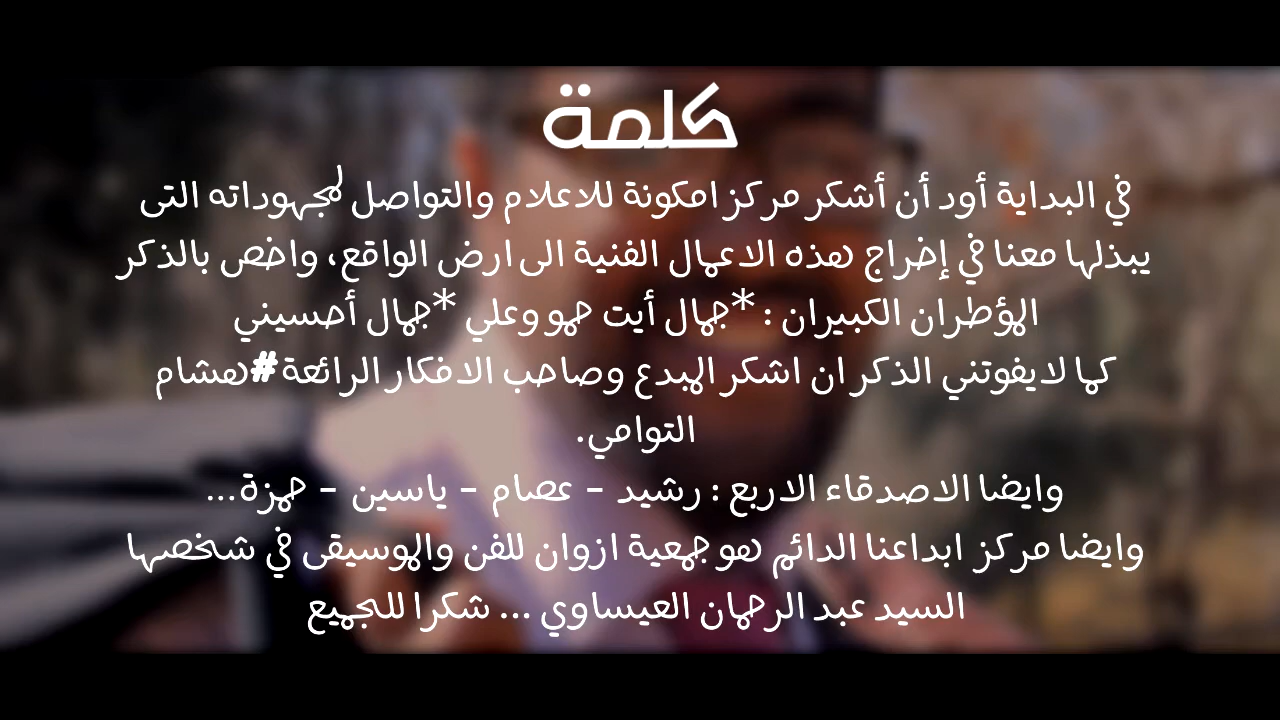 كلمة
في البداية أود أن أشكر مركز امكونة للاعلام والتواصل لمجهوداته التى
يبذلها معنا في إخراج هذه الاعمال الفنية الى ارض الواقع، واخص بالذكر
المؤطران الكبيران : *جمال أيت حمو وعلي *جمال أحسيني
كما لايفوتني الذكر ان اشكر المبدع وصاحب الافكار الرائعة #هشام
التوامي.
وايضا الاصدقاء الاربع : رشيد - عصام - ياسين - حمزة...
وايضا مركز ابداعنا الدائم هو جمعية ازوان للفن والموسيقى في شخصها
السيد عبد الرحمان العيساوي ... شكرا للجميع